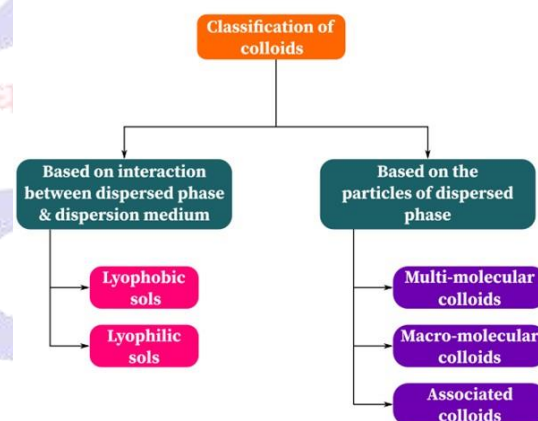 Classification of
colloids
Based on interaction
between dispersed phase
& dispersion medium
Lyophobic
sols
Lyophilic
sols
Based on the
particles of dispersed
phase
Multi-molecular
colloids
Macro-molecular
colloids
Associated
colloids